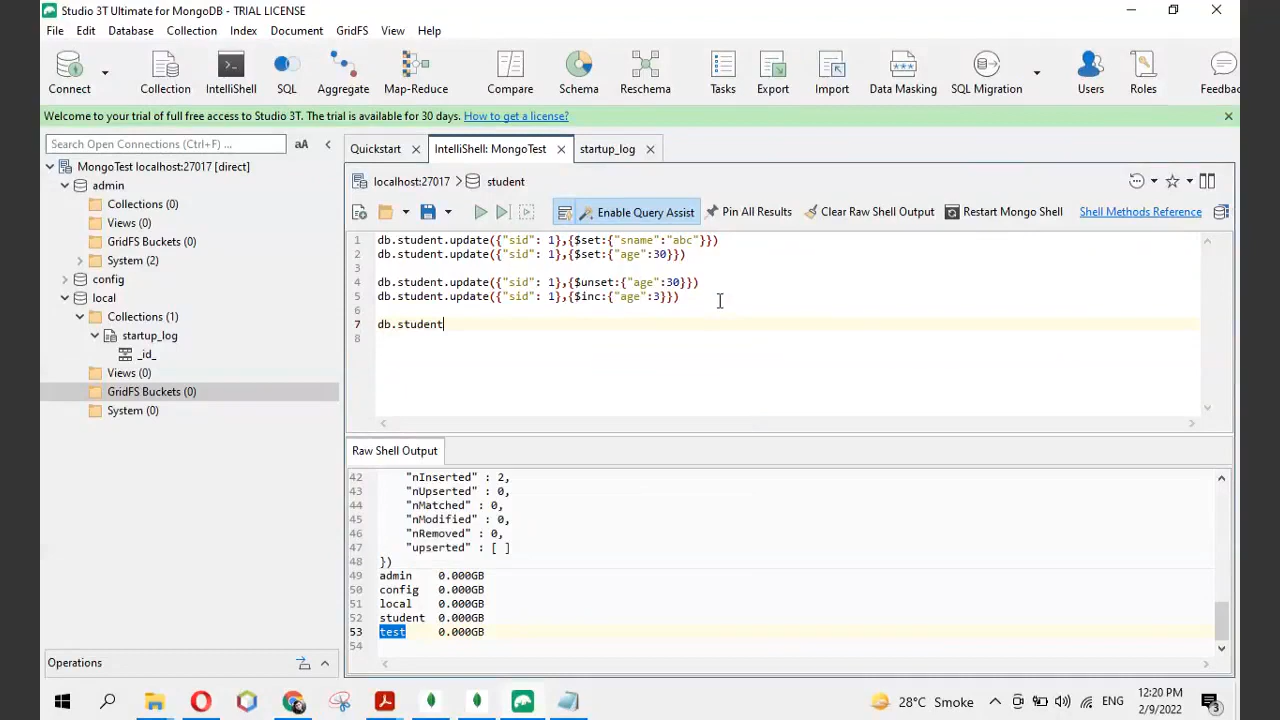 Studio 3T Ultimate for MongoDB - TRIAL LICENSE
File Edit Database Collection Index Document GridFS View Help
Connect Collection IntelliShell SQL Aggregate Map-Reduce Compare Schema Reschema Tasks Export Import Data Masking SQL Migration Users Roles Feedba
Welcome to your trial of full free access to Studio 3T. The trial is available for 30 days. How to get a license?
Search Open Connections (Ctrl+F) ... aA
Quickstart IntelliShell: MongoTest startup_log
MongoTest localhost:27017 [direct]
admin
Collections (0)
Views (0)
GridFS Buckets (0)
System (2)
config
local
Collections (1)
startup_log
_id_
Views (0)
GridFS Buckets (0)
System (0)
Operations
localhost:27017 > student
Enable Query Assist Pin All Results Clear Raw Shell Output Restart Mongo Shell Shell Methods Reference
1 db.student.update({"sid": 1},{$set:{"sname":"abc"}})
2 db.student.update({"sid": 1},{$set:{"age":30}})
3
4 db.student.update({"sid": 1},{$unset:{"age":30}})
5 db.student.update({"sid": 1},{$inc:{"age":3}})
6
7 db.student
8
Raw Shell Output
42 "nInserted" : 2,
43 "nUpserted" : 0,
44 "nMatched" : 0,
45 "nModified" : 0,
46 "nRemoved" : 0,
47 "upserted" : [ ]
48 })
49 admin 0.000GB
50 config 0.000GB
51 local 0.000GB
52 student 0.000GB
53 test 0.000GB
54
28°C Smoke ENG 12:20 PM
2/9/2022
3